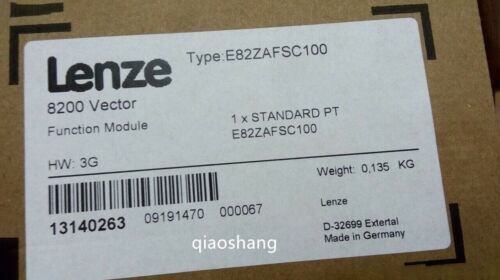 Lenze
Type:E82ZAFSC100
8200 Vector
Function Module
1 x STANDARD PT
E82ZAFSC100
HW: 3G
Weight: 0,135 KG
13140263 09191470 000067
Lenze
D-32699 Extertal
Made in Germany
qiaoshang